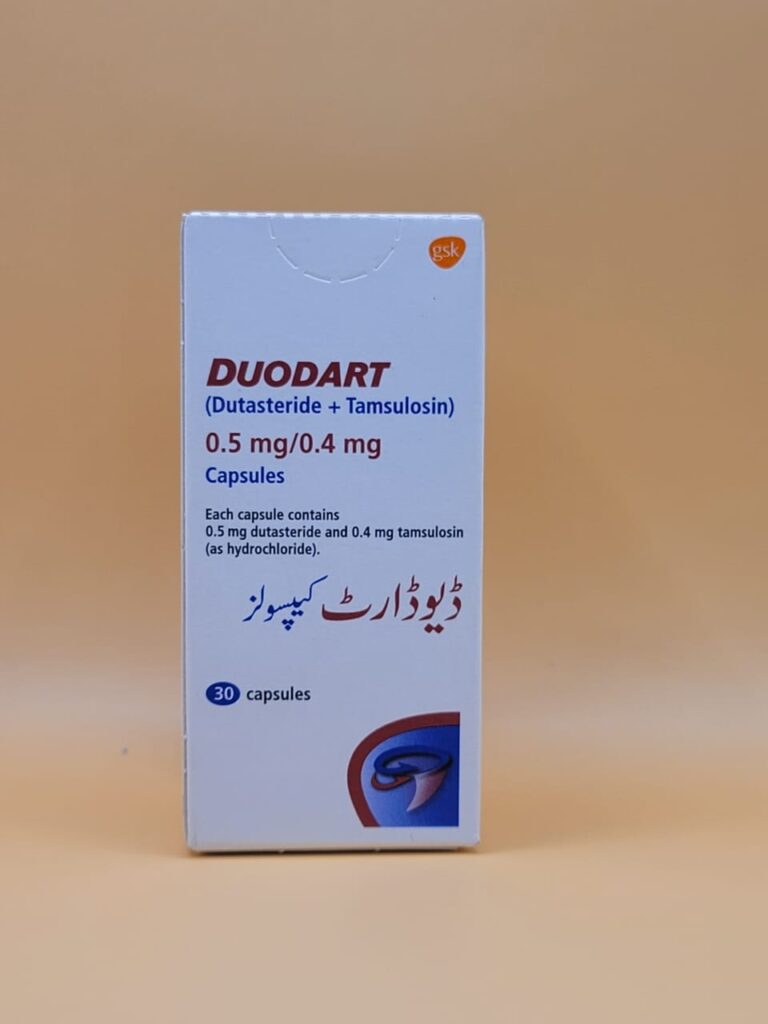 gsk
DUODART
(Dutasteride + Tamsulosin)
0.5 mg/0.4 mg
Capsules
Each capsule contains
0.5 mg dutasteride and 0.4 mg tamsulosin
(as hydrochloride).
ڈیوڈارٹ کیپسولز
30 capsules